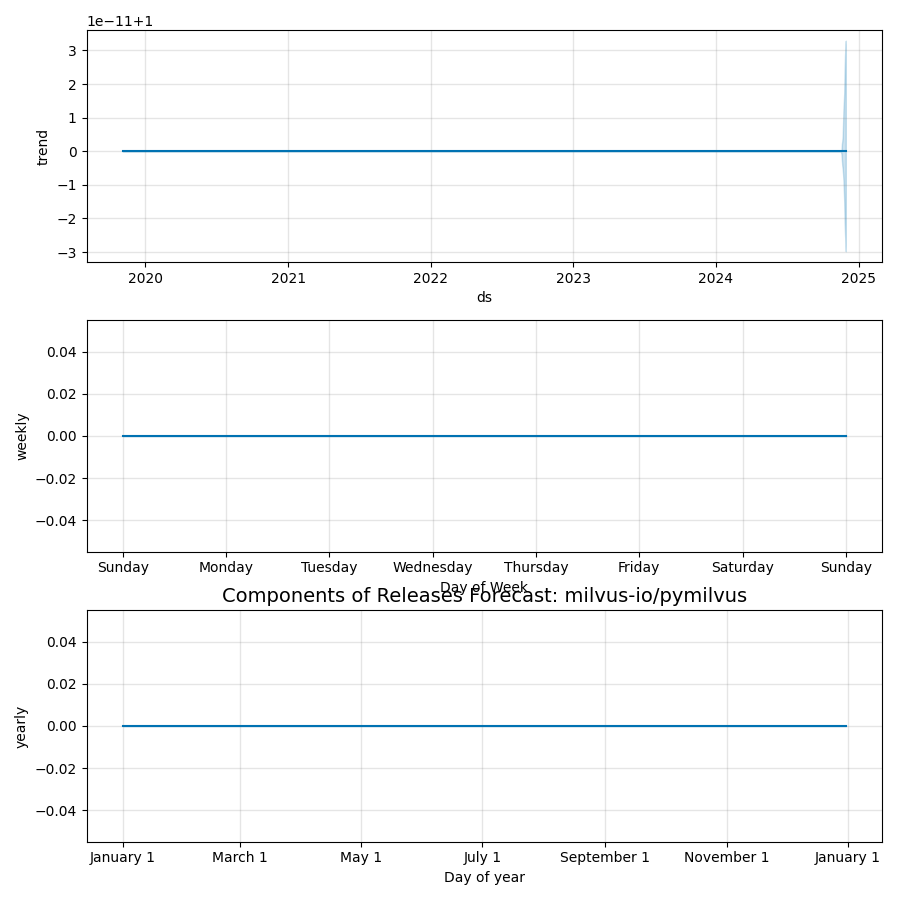 1e−11+1
3
2
1
0
−1
−2
−3
trend
2020 2021 2022 2023 2024 2025
ds
0.04
0.02
0.00
−0.02
−0.04
weekly
Sunday Monday Tuesday Wednesday Thursday Friday Saturday Sunday
Day of Week
Components of Releases Forecast: milvus-io/pymilvus
0.04
0.02
0.00
−0.02
−0.04
yearly
January 1 March 1 May 1 July 1 September 1 November 1 January 1
Day of year